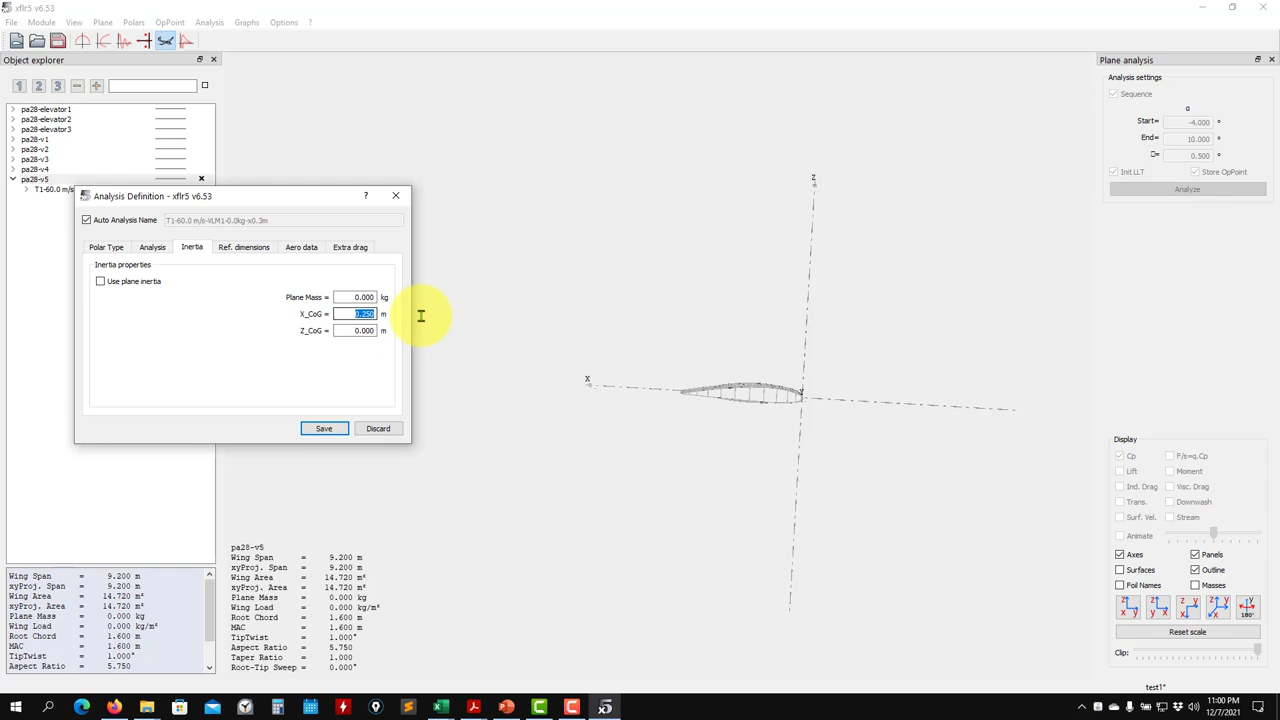 xflr5 v6.53
File Module View Plane Polars OpPoint Analysis Graphs Options ?
Object explorer
1 2 3
pa28-elevator1
pa28-elevator2
pa28-elevator3
pa28-v1
pa28-v2
pa28-v3
pa28-v4
pa28-v5
T1-60.0 m/s
Analysis Definition - xflr5 v6.53
Auto Analysis Name T1-60.0 m/s-VLM1-0.0kg-x0.3m
Polar Type Analysis Inertia Ref. dimensions Aero data Extra drag
Inertia properties
Use plane inertia
Plane Mass = 0.000 kg
X_CoG = 0.250 m
Z_CoG = 0.000 m
Save Discard
Z
X
Y
Wing Span = 9.200 m
xyProj. Span = 9.200 m
Wing Area = 14.720 m²
xyProj. Area = 14.720 m²
Plane Mass = 0.000 kg
Wing Load = 0.000 kg/m²
Root Chord = 1.600 m
MAC = 1.600 m
TipTwist = 1.000°
Aspect Ratio = 5.750
pa28-v5
Wing Span = 9.200 m
xyProj. Span = 9.200 m
Wing Area = 14.720 m²
xyProj. Area = 14.720 m²
Plane Mass = 0.000 kg
Wing Load = 0.000 kg/m²
Root Chord = 1.600 m
MAC = 1.600 m
TipTwist = 1.000°
Aspect Ratio = 5.750
Taper Ratio = 1.000
Root-Tip Sweep = 0.000°
Plane analysis
Analysis settings
Sequence
α
Start= -4.000 °
End= 10.000 °
= 0.500 °
Init LLT Store OpPoint
Analyze
Display
Cp F/s=q.Cp
Lift Moment
Ind. Drag Visc. Drag
Trans. Downwash
Surf. Vel. Stream
Animate
Axes Panels
Surfaces Outline
Foil Names Masses
Reset scale
Clip:
test1*
11:00 PM
12/7/2021